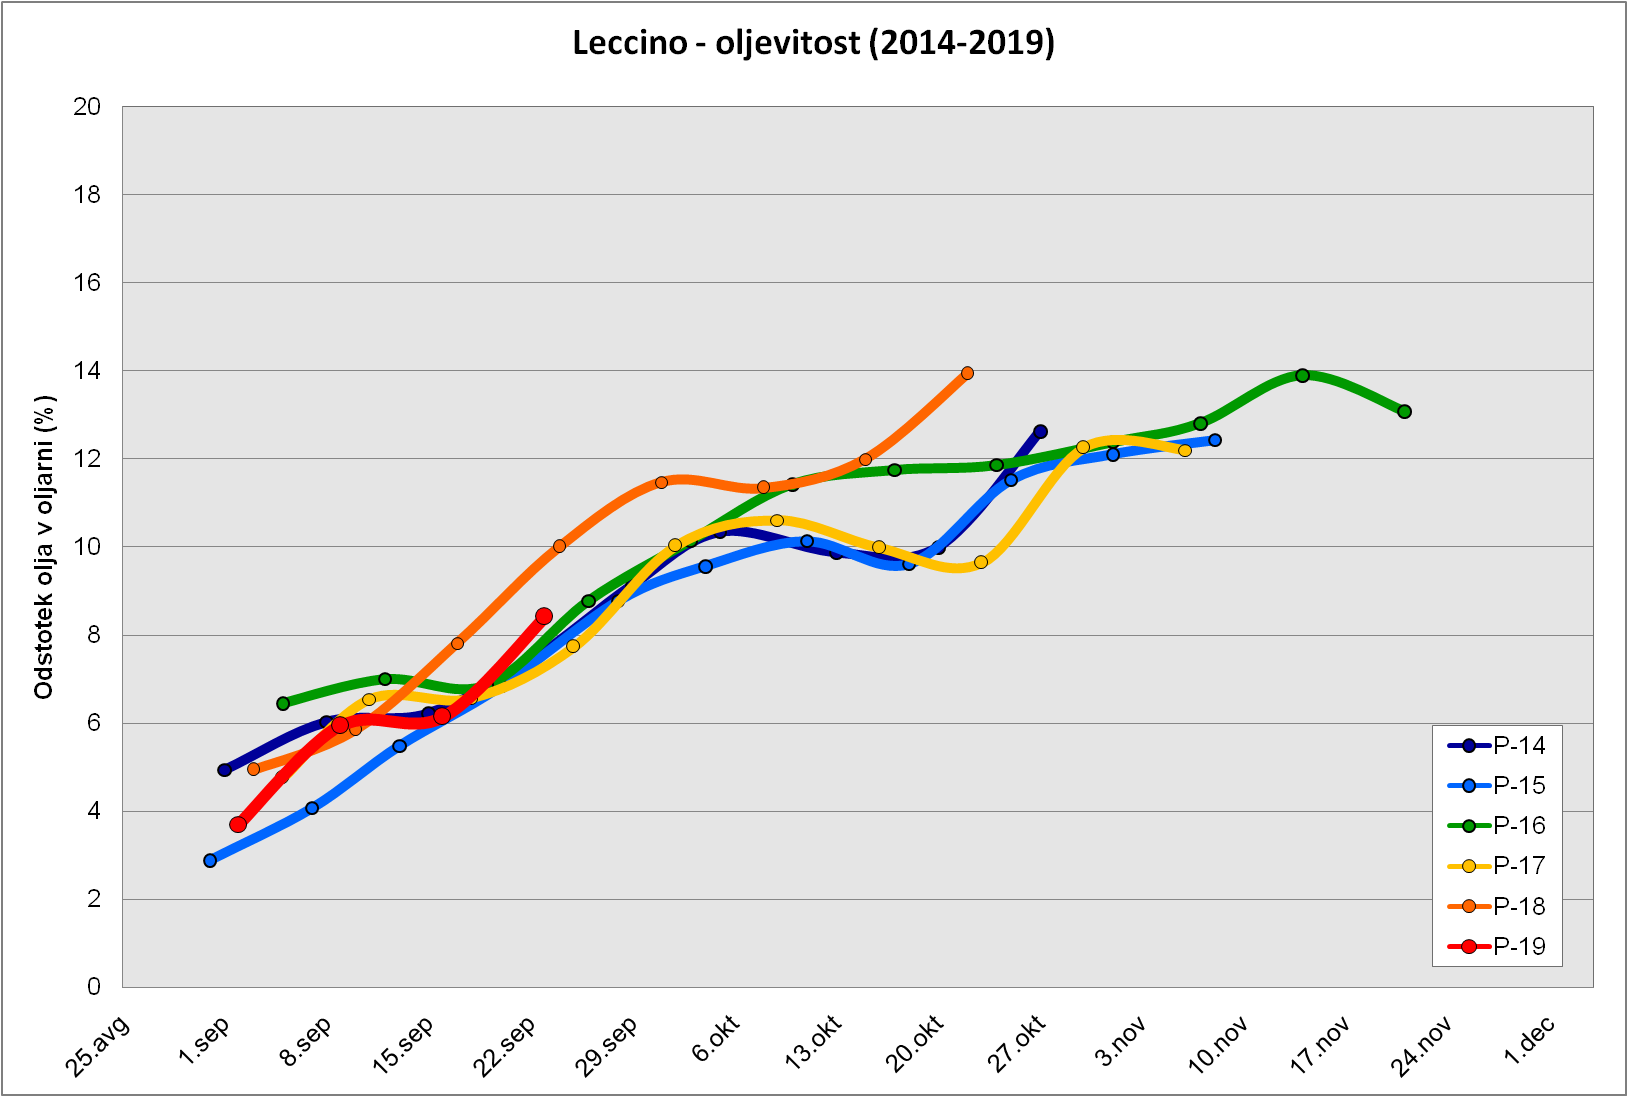 Leccino - oljevitost (2014-2019)
Odstotek olja v oljarni (%)
20
18
16
14
12
10
8
6
4
2
0
25.avg
1.sep
8.sep
15.sep
22.sep
29.sep
6.okt
13.okt
20.okt
27.okt
3.nov
10.nov
17.nov
24.nov
1.dec
P-14
P-15
P-16
P-17
P-18
P-19